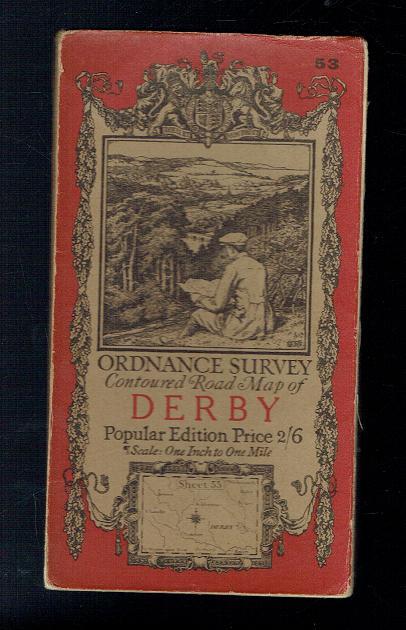 53
ORDNANCE SURVEY
Contoured Road Map of
DERBY
Popular Edition Price 2/6
Scale: One Inch to One Mile
Sheet 53
DERBY